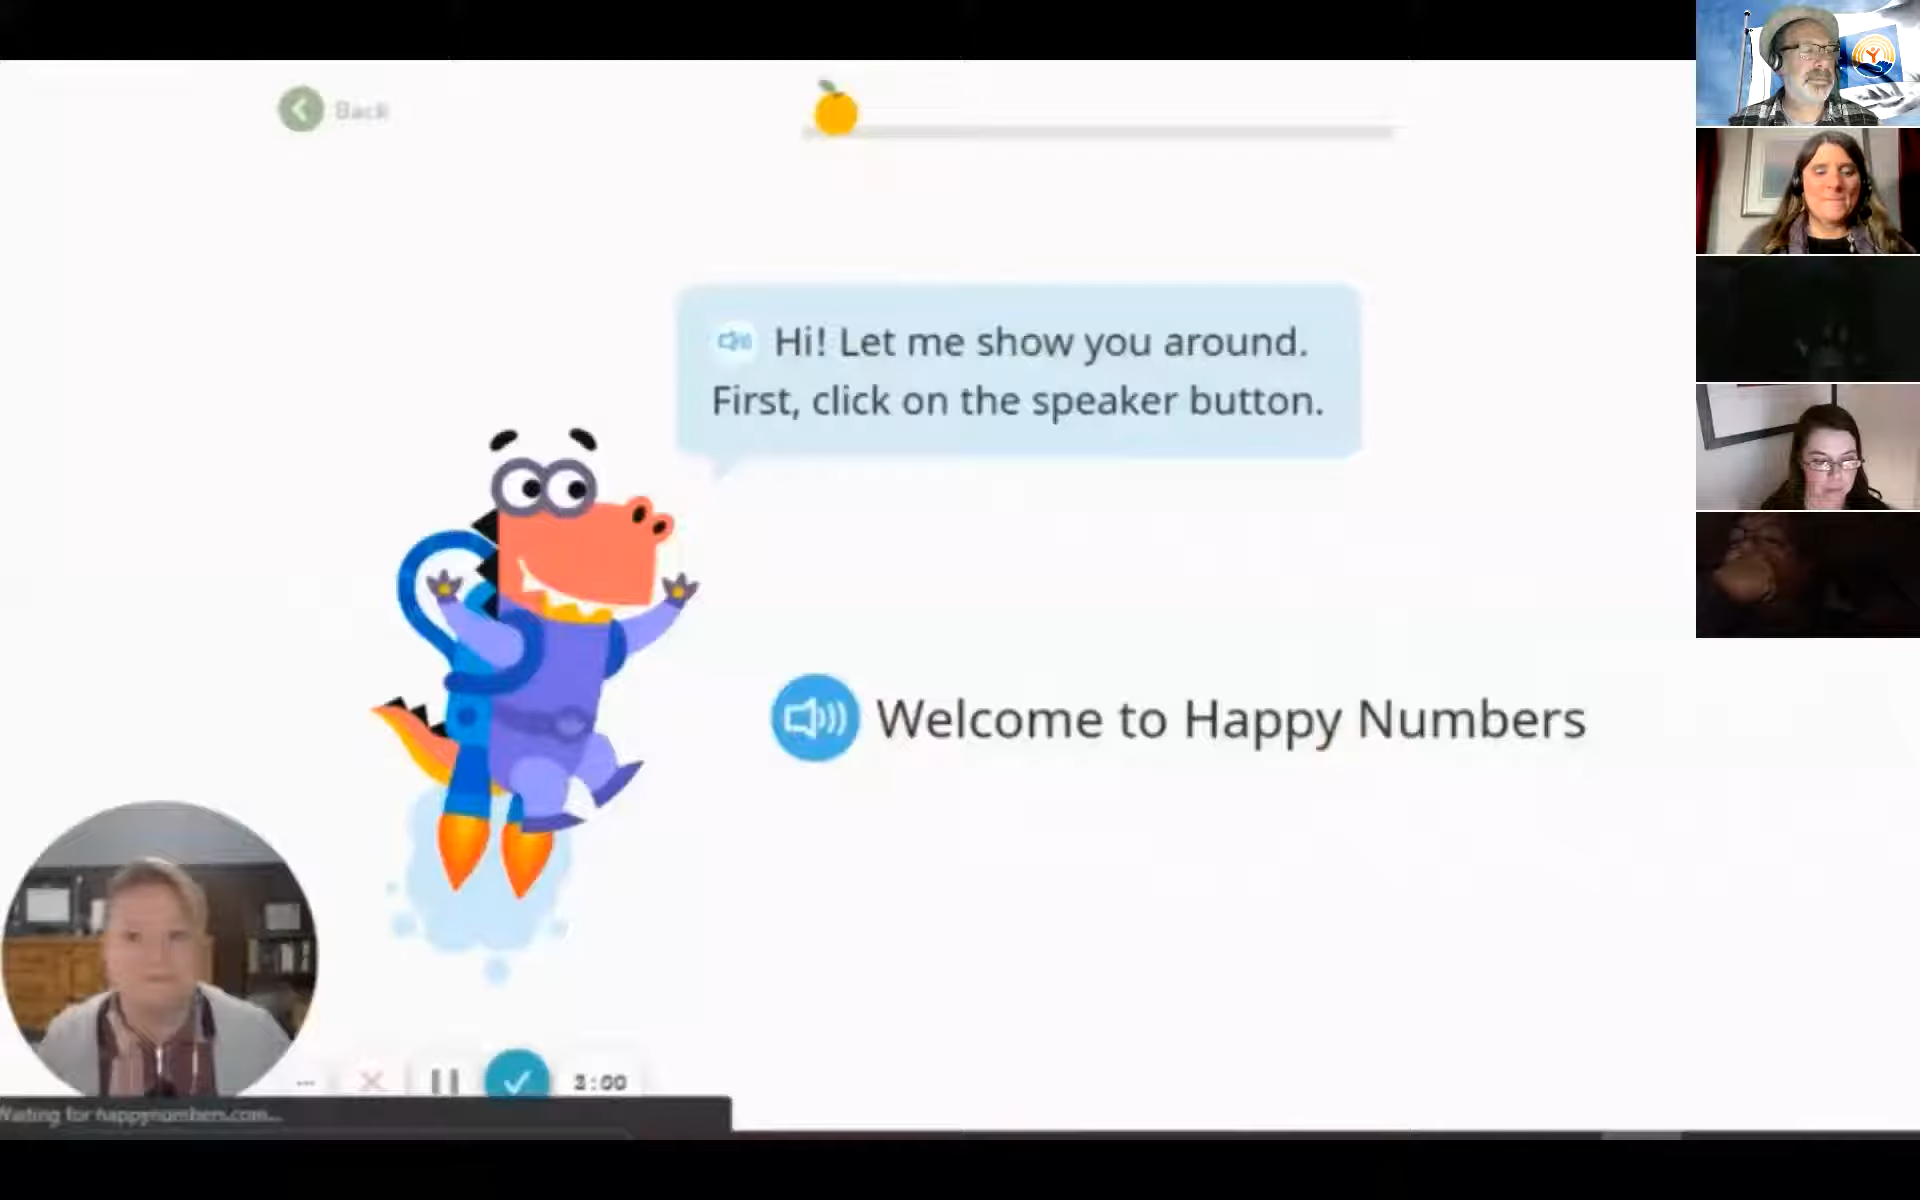 Back
Hi! Let me show you around.
First, click on the speaker button.
Welcome to Happy Numbers
3:00
Waiting for happynumbers.com...